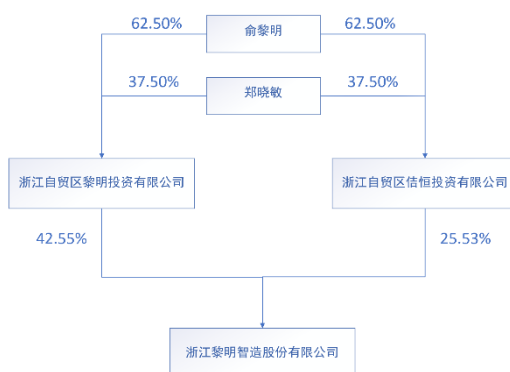 62.50%
俞黎明
62.50%
37.50%
郑晓敏
37.50%
浙江自贸区黎明投资有限公司
浙江自贸区佶恒投资有限公司
42.55%
25.53%
浙江黎明智造股份有限公司